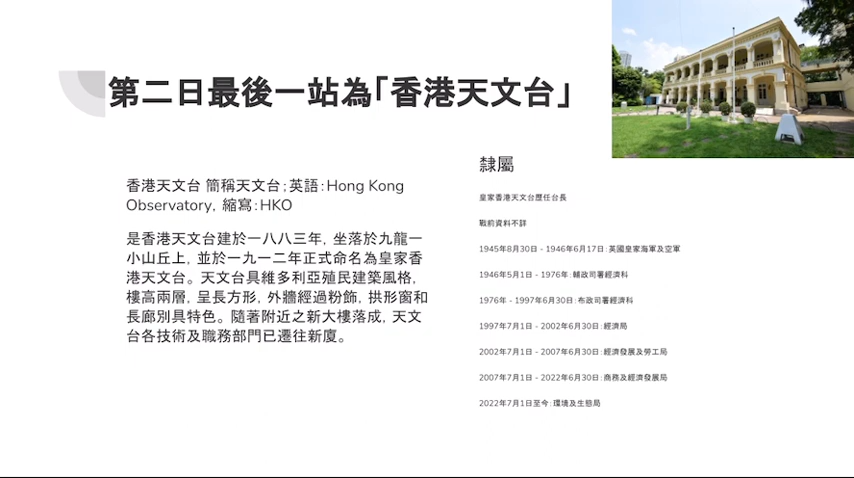 第二日最後一站為「香港天文台」
香港天文台 簡稱天文台；英語：Hong Kong
Observatory，縮寫：HKO
是香港天文台建於一八八三年，坐落於九龍一
小山丘上，並於一九一二年正式命名為皇家香
港天文台。天文台具維多利亞殖民建築風格，
樓高兩層，呈長方形，外牆經過粉飾，拱形窗和
長廊別具特色。隨著附近之新大樓落成，天文
台各技術及職務部門已遷往新廈。
隸屬
皇家香港天文台歷任台長
戰前資料不詳
1945年8月30日 - 1946年6月17日：英國皇家海軍及空軍
1946年5月1日 - 1976年：輔政司署經濟科
1976年 - 1997年6月30日：布政司署經濟科
1997年7月1日 - 2002年6月30日：經濟局
2002年7月1日 - 2007年6月30日：經濟發展及勞工局
2007年7月1日 - 2022年6月30日：商務及經濟發展局
2022年7月1日至今：環境及生態局